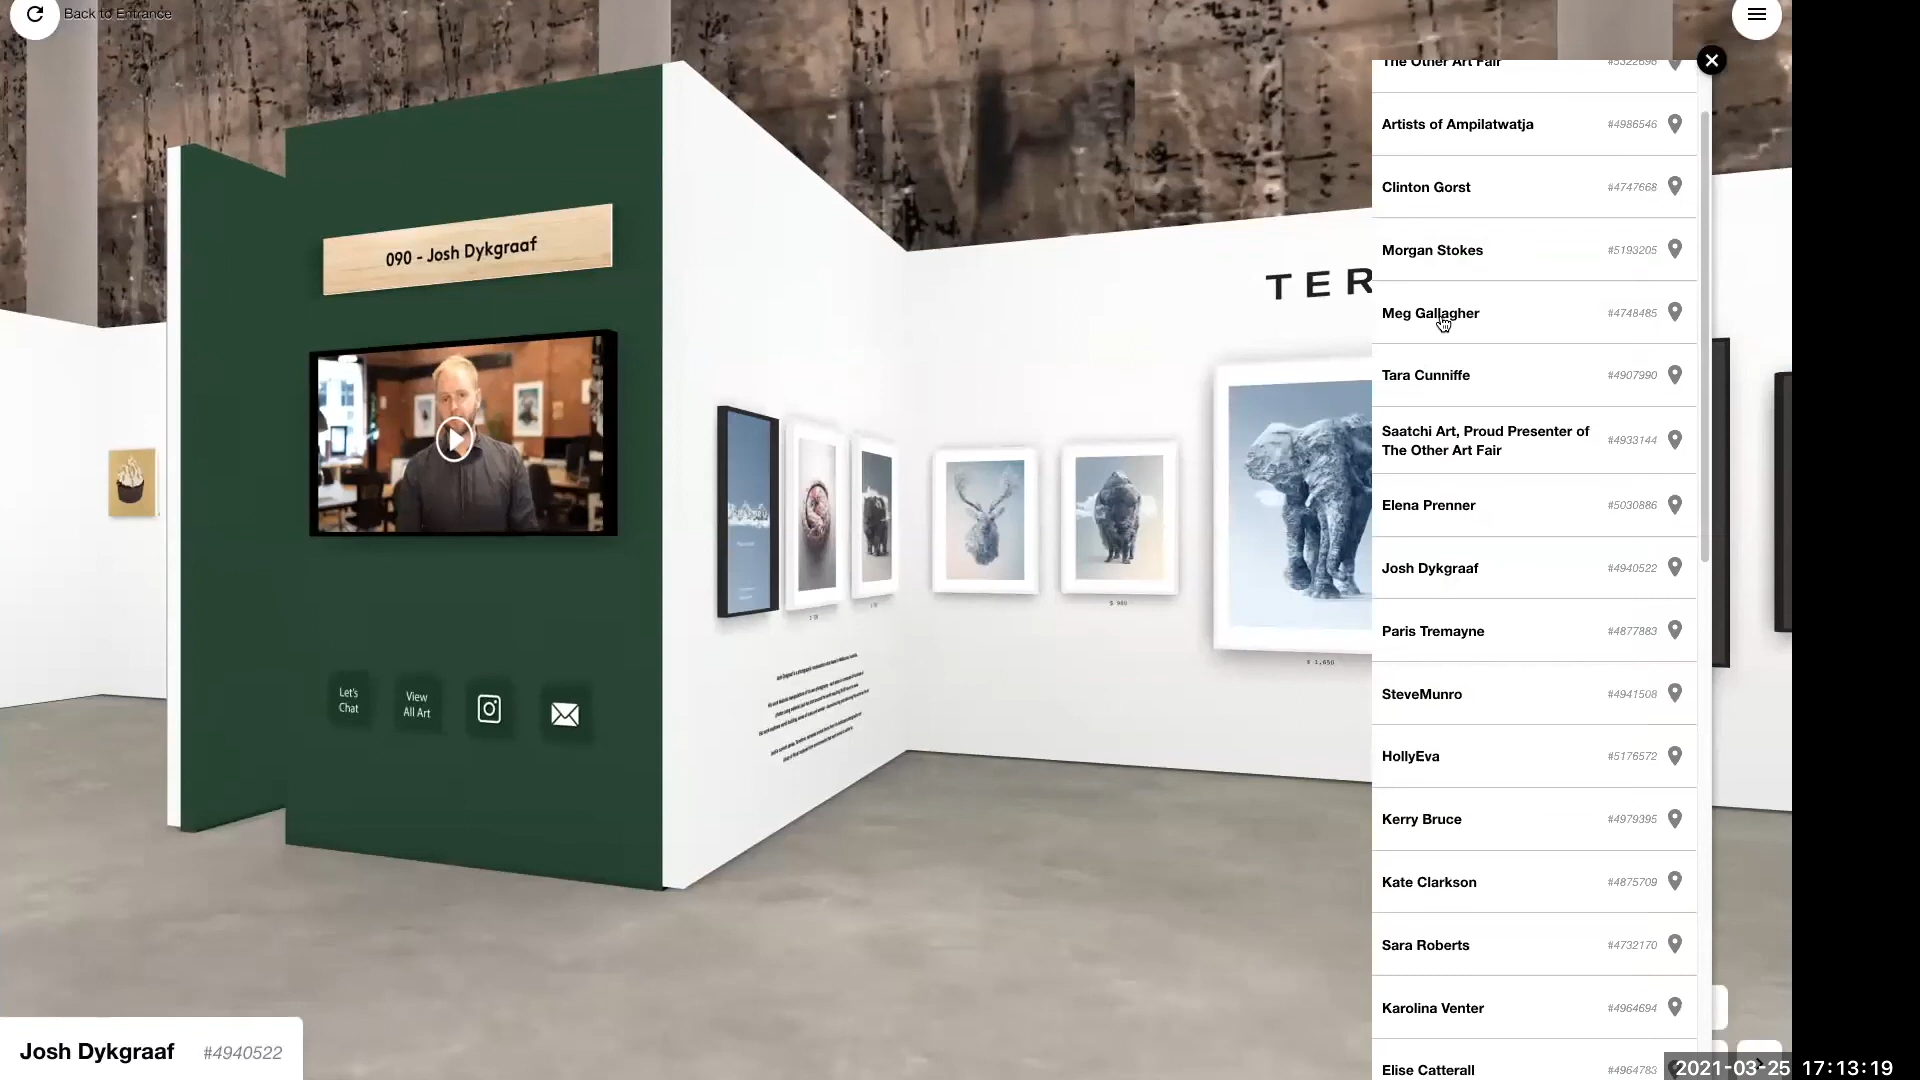 Back to Entrance
The Other Art Fair #5322698
Artists of Ampilatwatja #4986546
Clinton Gorst #4747668
Morgan Stokes #5193205
Meg Gallagher #4748485
Tara Cunniffe #4907990
Saatchi Art, Proud Presenter of
The Other Art Fair #4933144
Elena Prenner #5030886
Josh Dykgraaf #4940522
Paris Tremayne #4877883
SteveMunro #4941508
HollyEva #5176572
Kerry Bruce #4979395
Kate Clarkson #4875709
Sara Roberts #4732170
Karolina Venter #4964694
Elise Catterall #4964783
090 - Josh Dykgraaf
TER
$ 900
$ 1,650
Let's
Chat
View
All Art
Josh Dykgraaf #4940522
2021-03-25 17:13:19